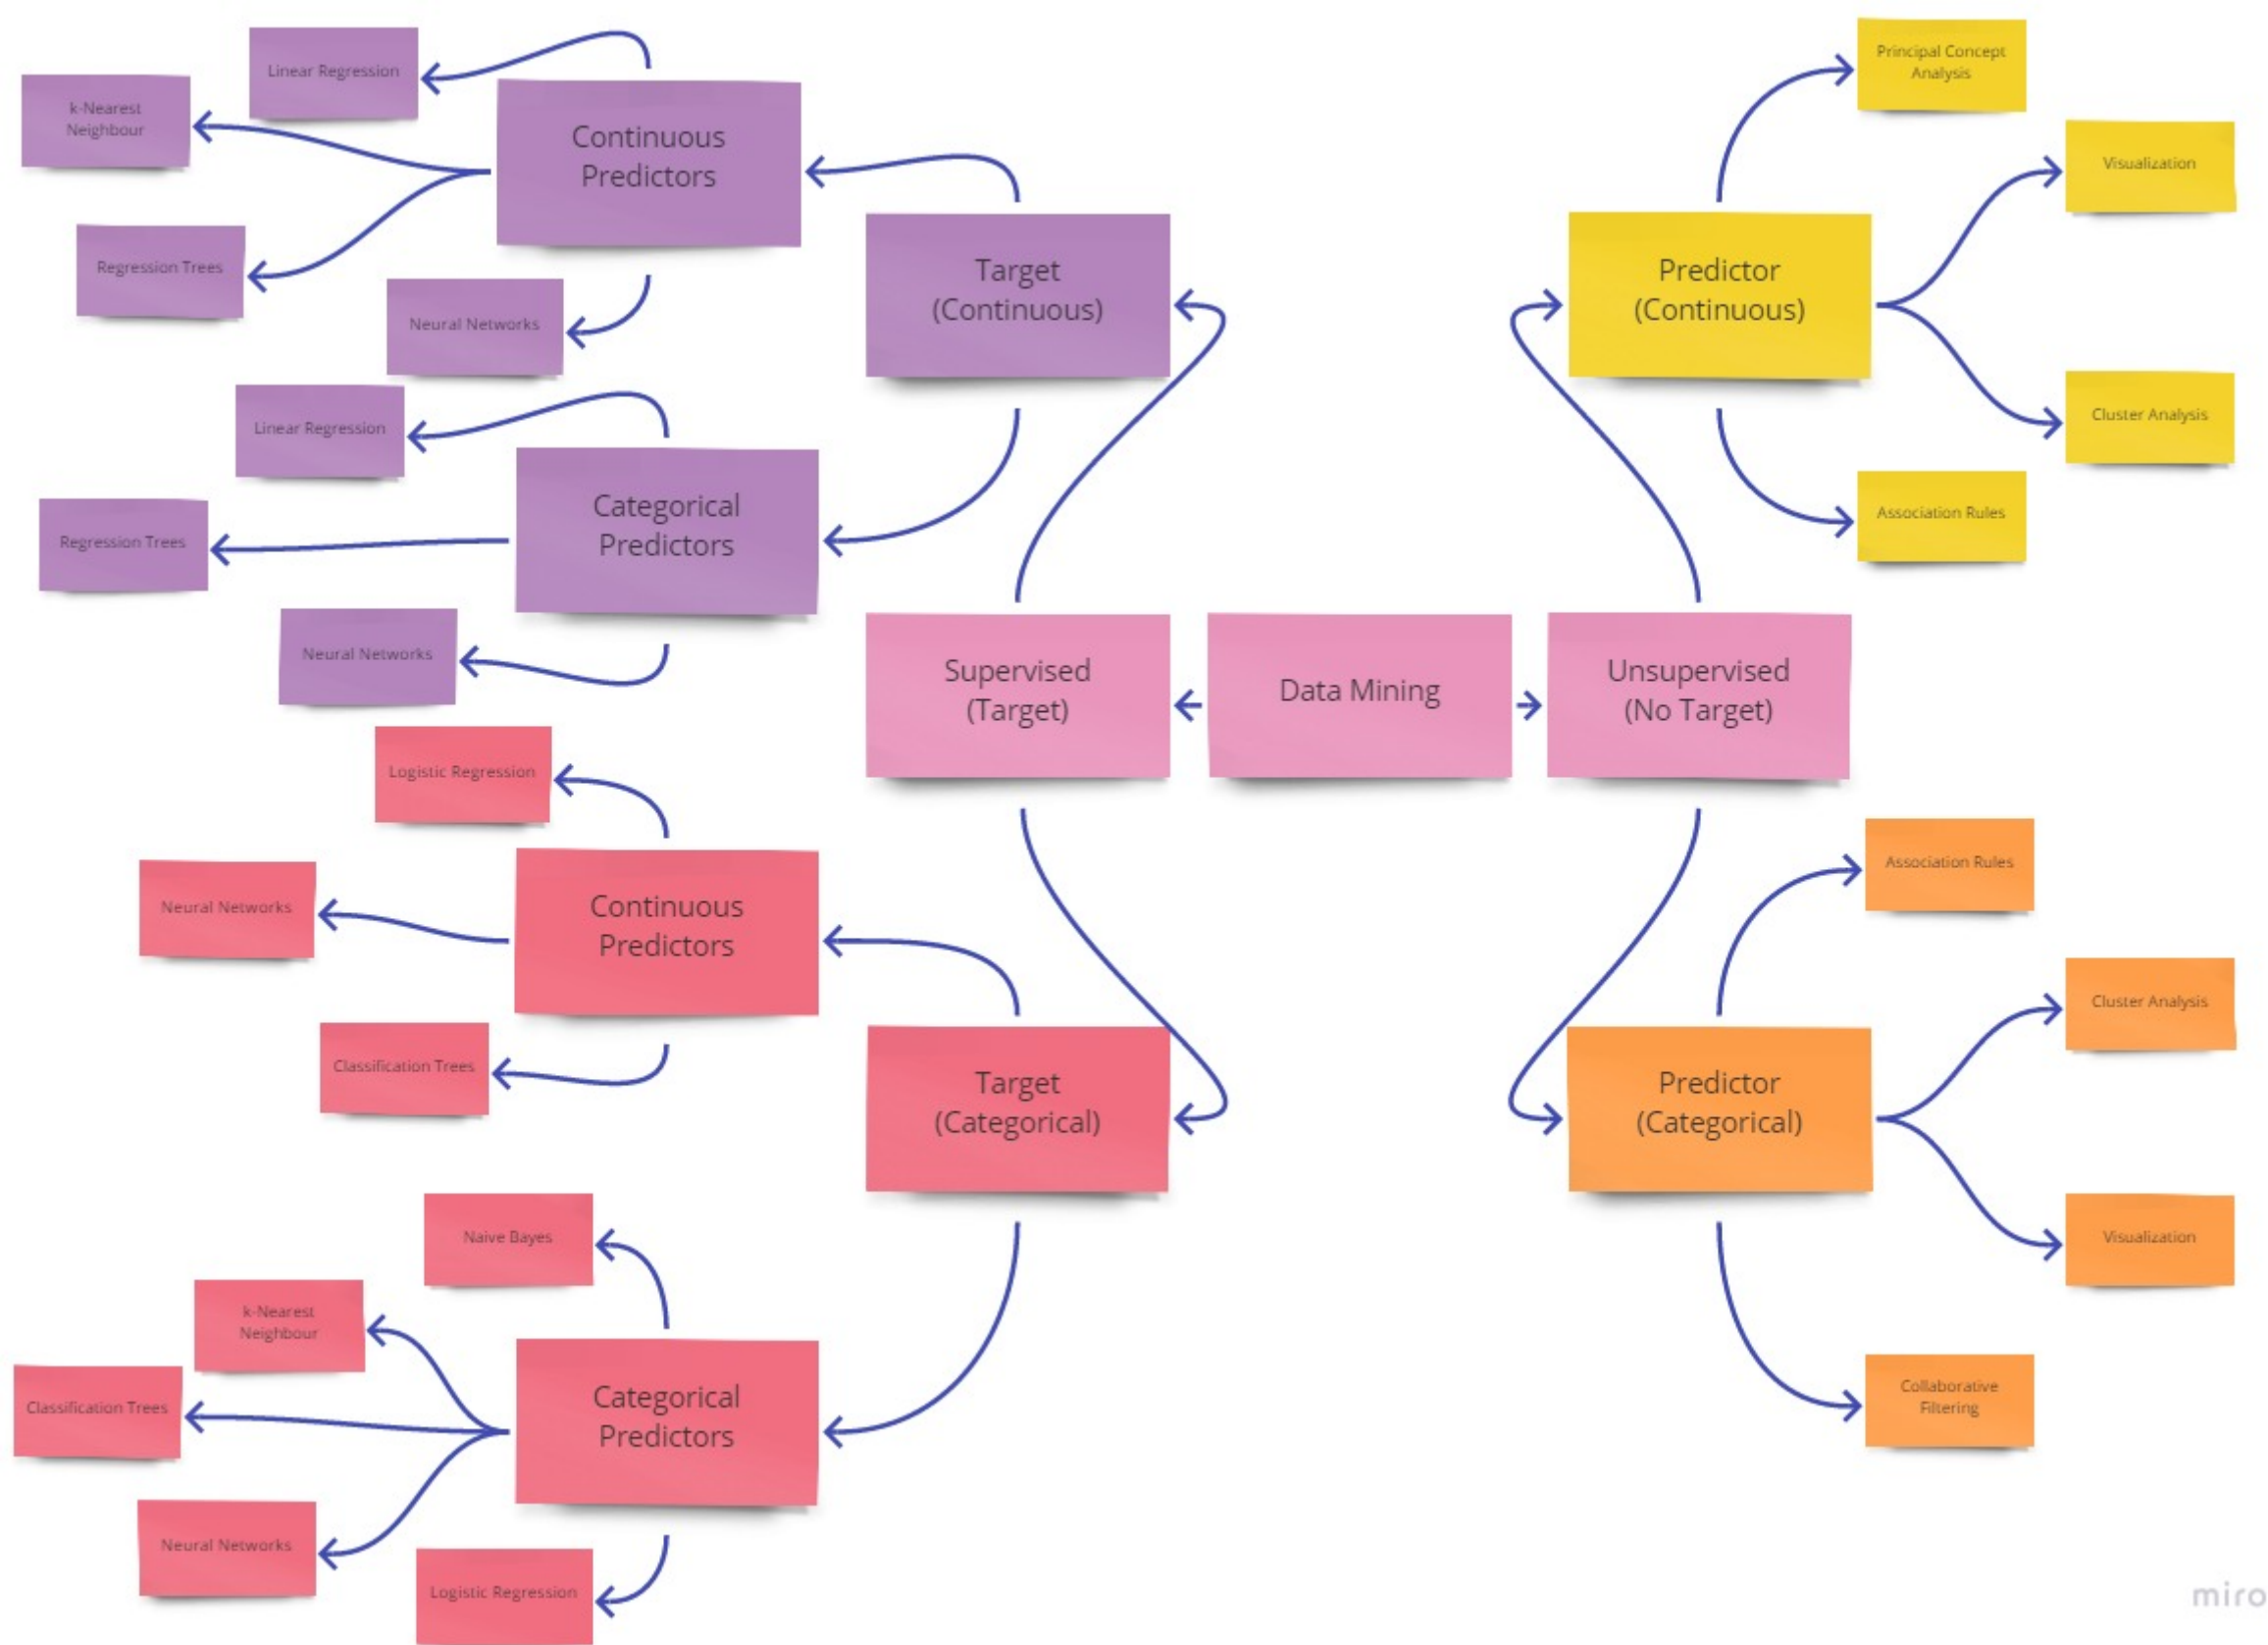 Linear Regression
k-Nearest
Neighbour
Continuous
Predictors
Regression Trees
Neural Networks
Target
(Continuous)
Linear Regression
Categorical
Predictors
Regression Trees
Neural Networks
Supervised
(Target)
Data Mining
Unsupervised
(No Target)
Principal Concept
Analysis
Visualization
Predictor
(Continuous)
Cluster Analysis
Association Rules
Logistic Regression
Continuous
Predictors
Neural Networks
Classification Trees
Target
(Categorical)
Naive Bayes
k-Nearest
Neighbour
Classification Trees
Categorical
Predictors
Neural Networks
Logistic Regression
Association Rules
Cluster Analysis
Predictor
(Categorical)
Visualization
Collaborative
Filtering
miro